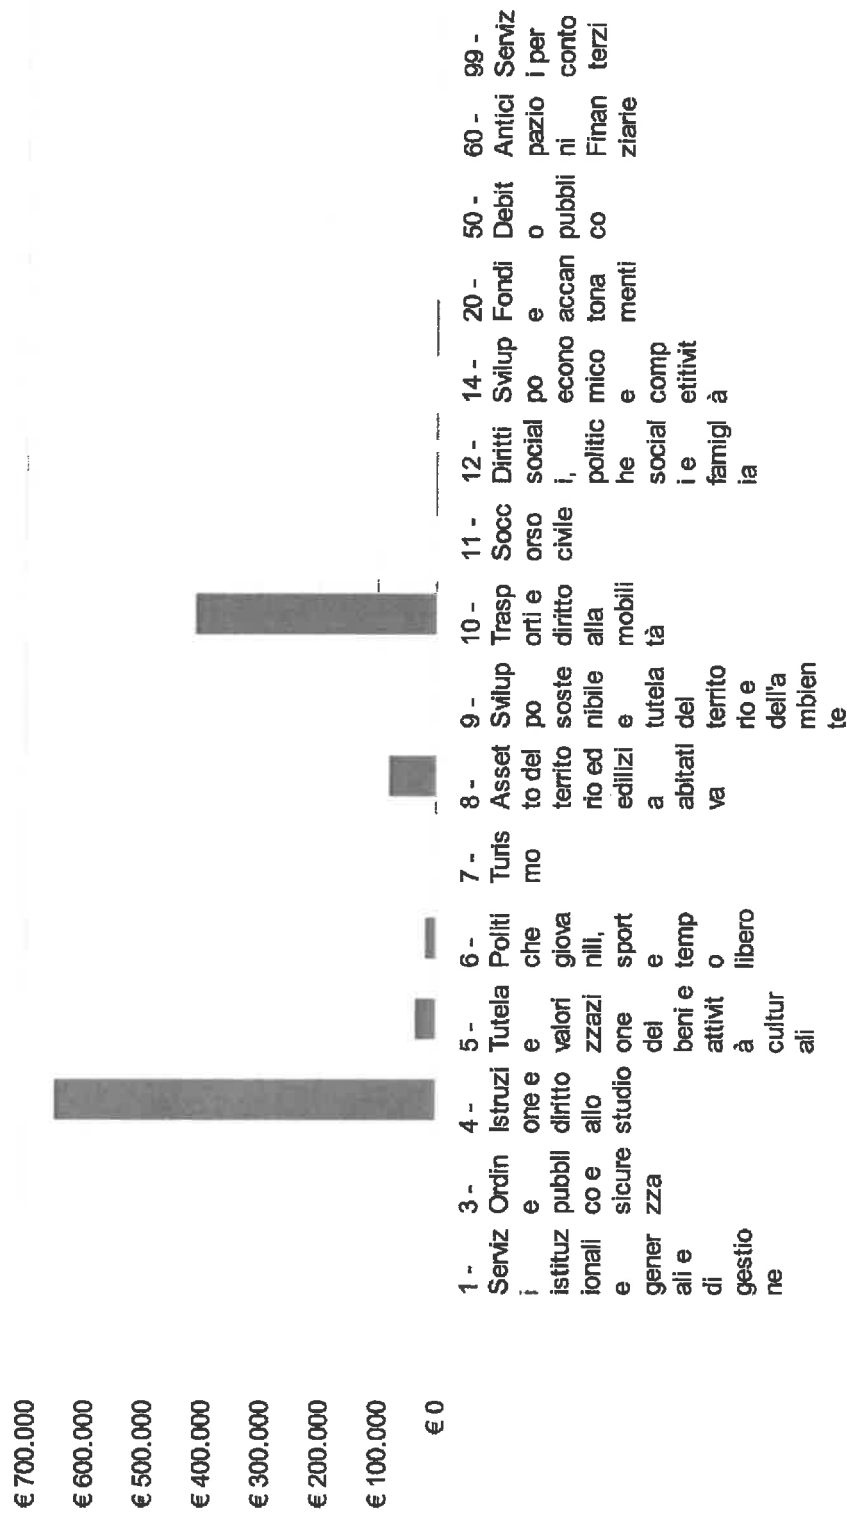 € 700.000
€ 600.000
€ 500.000
€ 400.000
€ 300.000
€ 200.000
€ 100.000
€ 0
1 -
Serviz
i
istituz
ionali
e
gener
ali e
di
gestio
ne
3 -
Ordin
e
pubbli
co e
sicure
zza
4 -
Istruzi
one e
diritto
allo
studio
5 -
Tutela
e
valori
zzazi
one
dei
beni e
attivit
à
cultur
ali
6 -
Politi
che
giova
nili,
sport
e
temp
o
libero
7 -
Turis
mo
8 -
Asset
to del
territo
rio ed
edilizi
a
abitati
va
9 -
Svilup
po
soste
nibile
e
tutela
del
territo
rio e
dell'a
mbien
te
10 -
Trasp
orti e
diritto
alla
mobili
tà
11 -
Socc
orso
civile
12 -
Diritti
social
i,
politic
he
social
i e
famigl
ia
14 -
Svilup
po
econo
mico
e
comp
etitivit
à
20 -
Fondi
e
accan
tona
menti
50 -
Debit
o
pubbli
co
60 -
Antici
pazio
ni
Finan
ziarie
99 -
Serviz
i per
conto
terzi